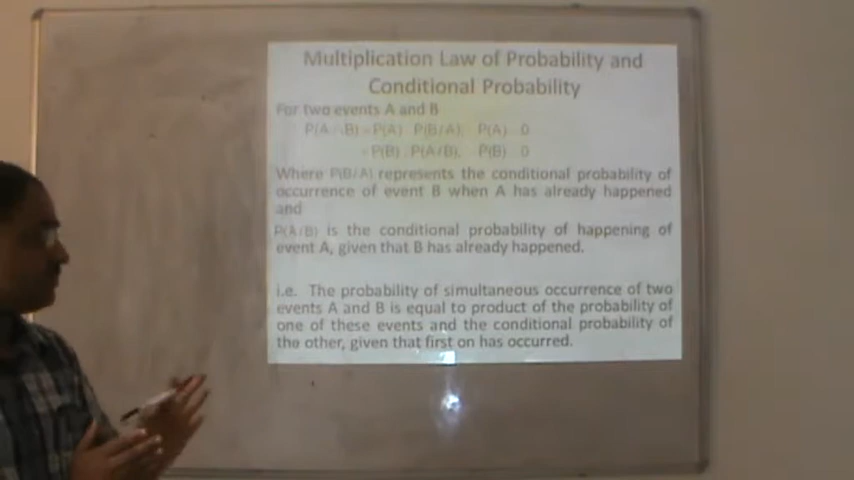 Multiplication Law of Probability and
Conditional Probability
For two events A and B
P(A B) = P(A) . P(B/A), P(A) 0
= P(B) . P(A/B), P(B) 0
Where P(B/A) represents the conditional probability of
occurrence of event B when A has already happened
and
P(A/B) is the conditional probability of happening of
event A, given that B has already happened.
i.e. The probability of simultaneous occurrence of two
events A and B is equal to product of the probability of
one of these events and the conditional probability of
the other, given that first on has occurred.